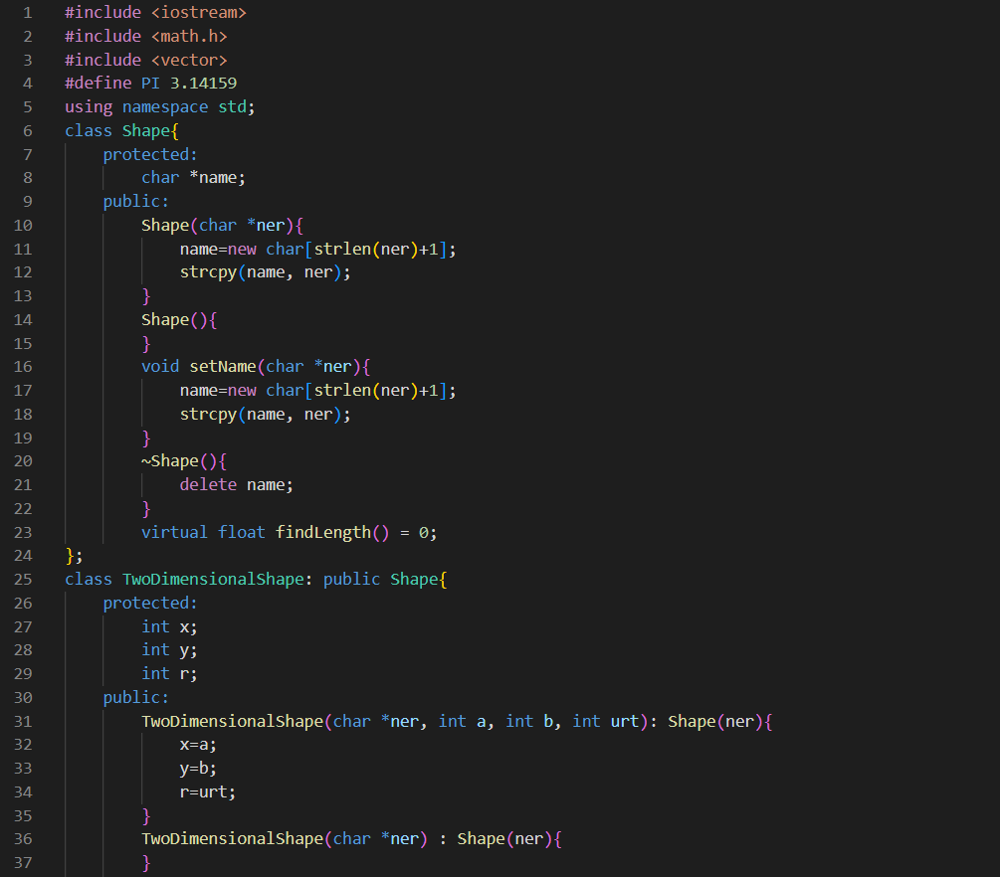 1 #include <iostream>
2 #include <math.h>
3 #include <vector>
4 #define PI 3.14159
5 using namespace std;
6 class Shape{
7     protected:
8         char *name;
9     public:
10         Shape(char *ner){
11             name=new char[strlen(ner)+1];
12             strcpy(name, ner);
13         }
14         Shape(){
15         }
16         void setName(char *ner){
17             name=new char[strlen(ner)+1];
18             strcpy(name, ner);
19         }
20         ~Shape(){
21             delete name;
22         }
23         virtual float findLength() = 0;
24 };
25 class TwoDimensionalShape: public Shape{
26     protected:
27         int x;
28         int y;
29         int r;
30     public:
31         TwoDimensionalShape(char *ner, int a, int b, int urt): Shape(ner){
32             x=a;
33             y=b;
34             r=urt;
35         }
36         TwoDimensionalShape(char *ner) : Shape(ner){
37         }